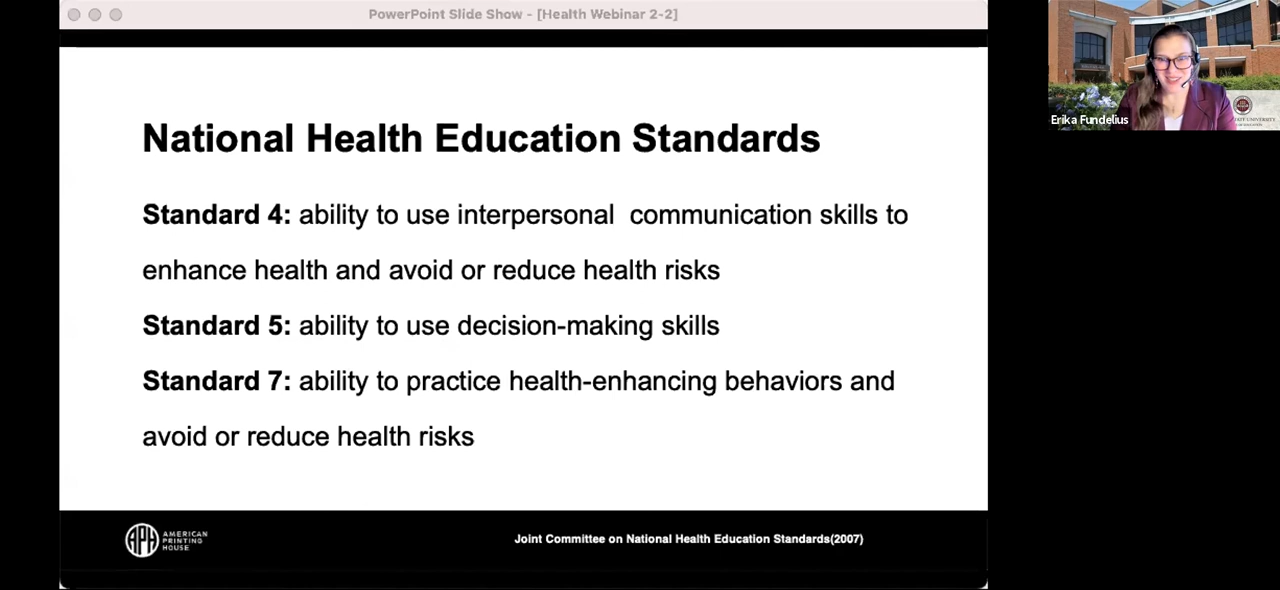 PowerPoint Slide Show - [Health Webinar 2-2]
National Health Education Standards
Standard 4: ability to use interpersonal  communication skills to
enhance health and avoid or reduce health risks
Standard 5: ability to use decision-making skills
Standard 7: ability to practice health-enhancing behaviors and
avoid or reduce health risks
APH
AMERICAN
PRINTING
HOUSE
Joint Committee on National Health Education Standards(2007)
Erika Fundelius